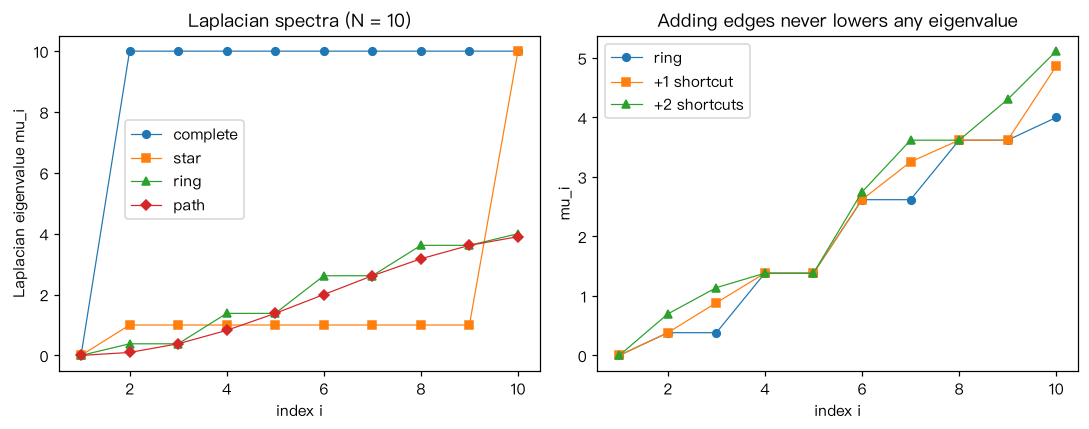 Laplacian spectra (N = 10)
Laplacian eigenvalue mu_i
10
8
6
4
2
0
complete
star
ring
path
2
4
6
8
10
index i
Adding edges never lowers any eigenvalue
mu_i
5
4
3
2
1
0
ring
+1 shortcut
+2 shortcuts
2
4
6
8
10
index i